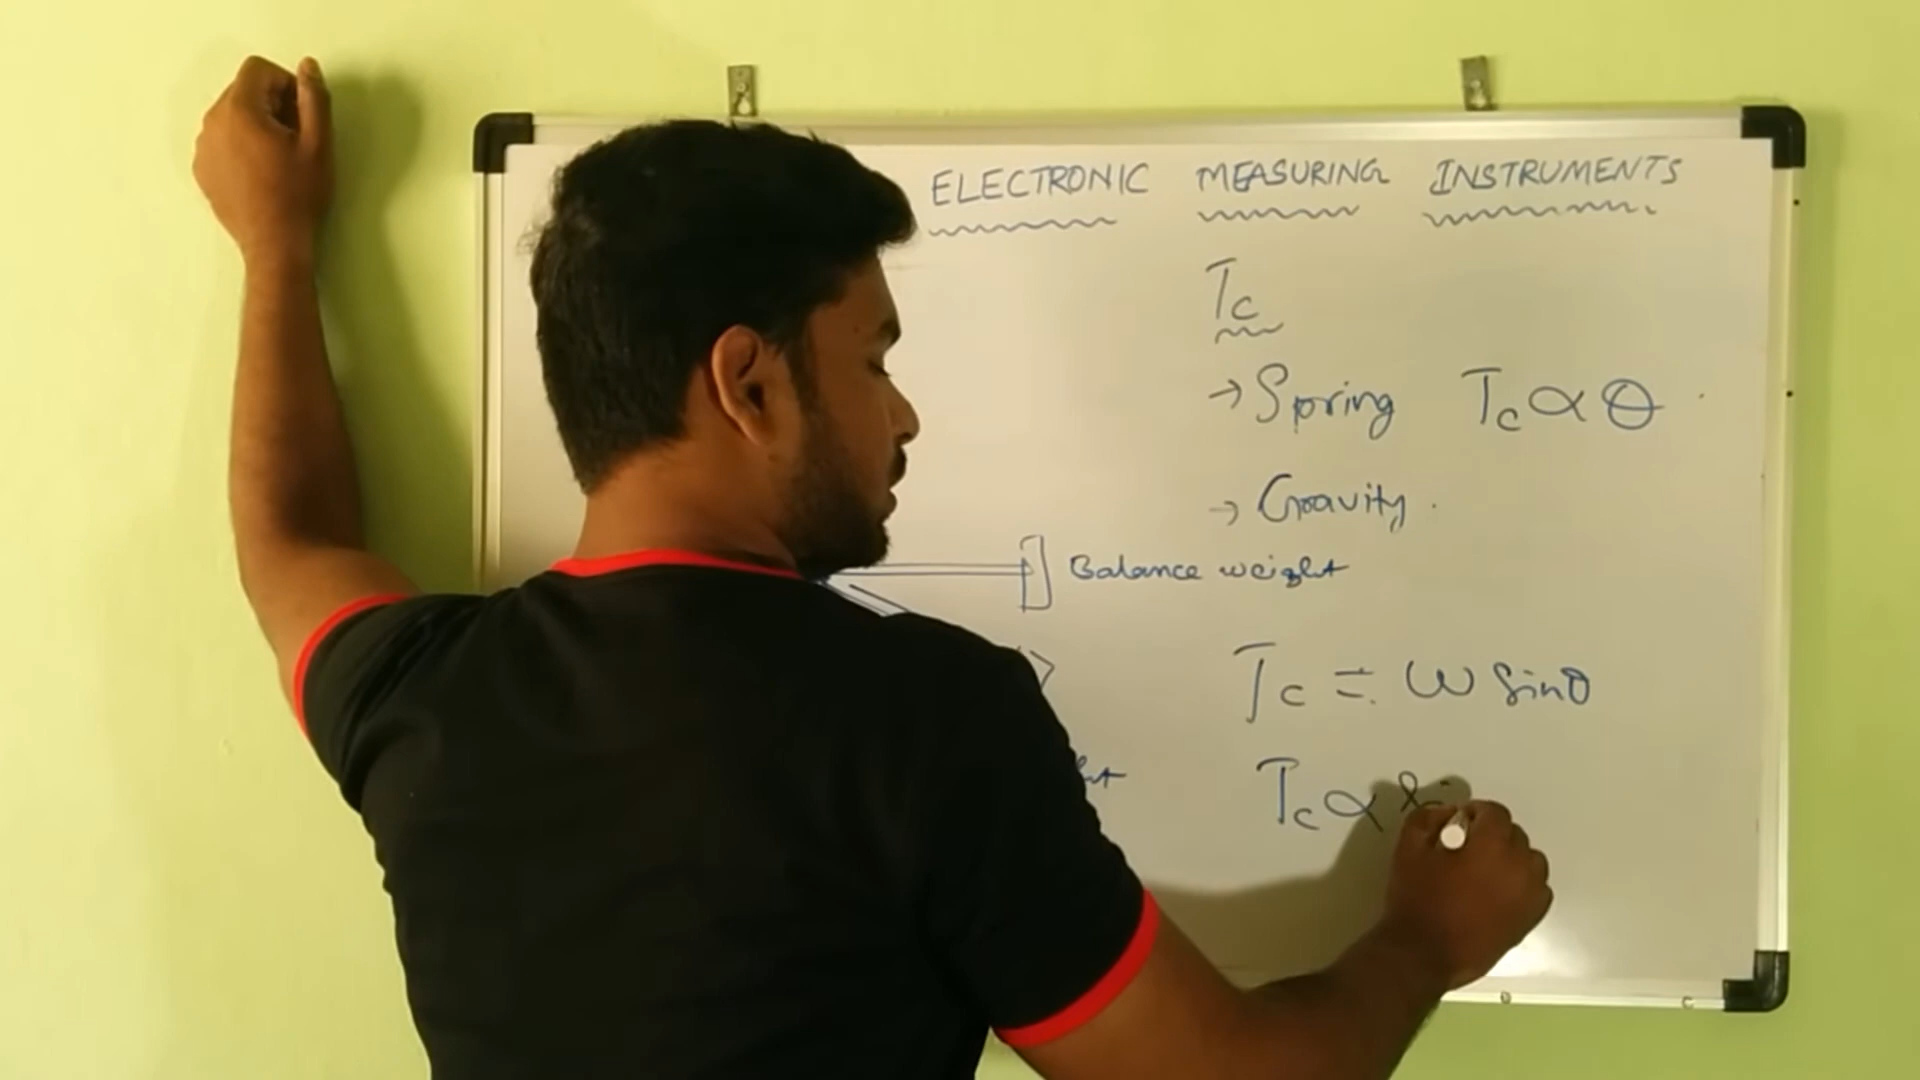 ELECTRONIC MEASURING INSTRUMENTS
Tc
→ Spring Tc ∝ θ
→ Gravity.
Balance weight
Tc = w sinθ
Tc ∝